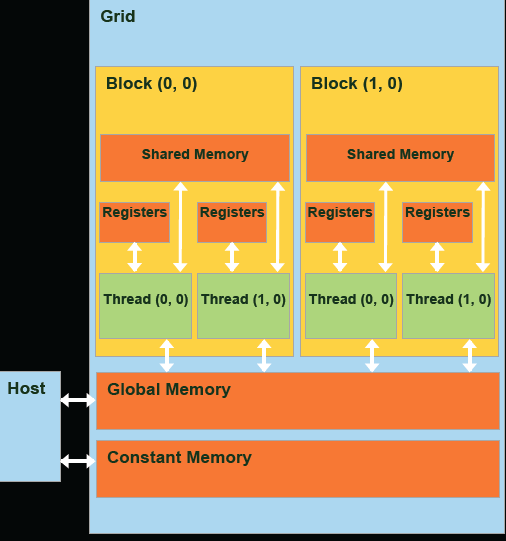 Grid
Block (0, 0)
Block (1, 0)
Shared Memory
Shared Memory
Registers
Registers
Registers
Registers
Thread (0, 0)
Thread (1, 0)
Thread (0, 0)
Thread (1, 0)
Host
Global Memory
Constant Memory